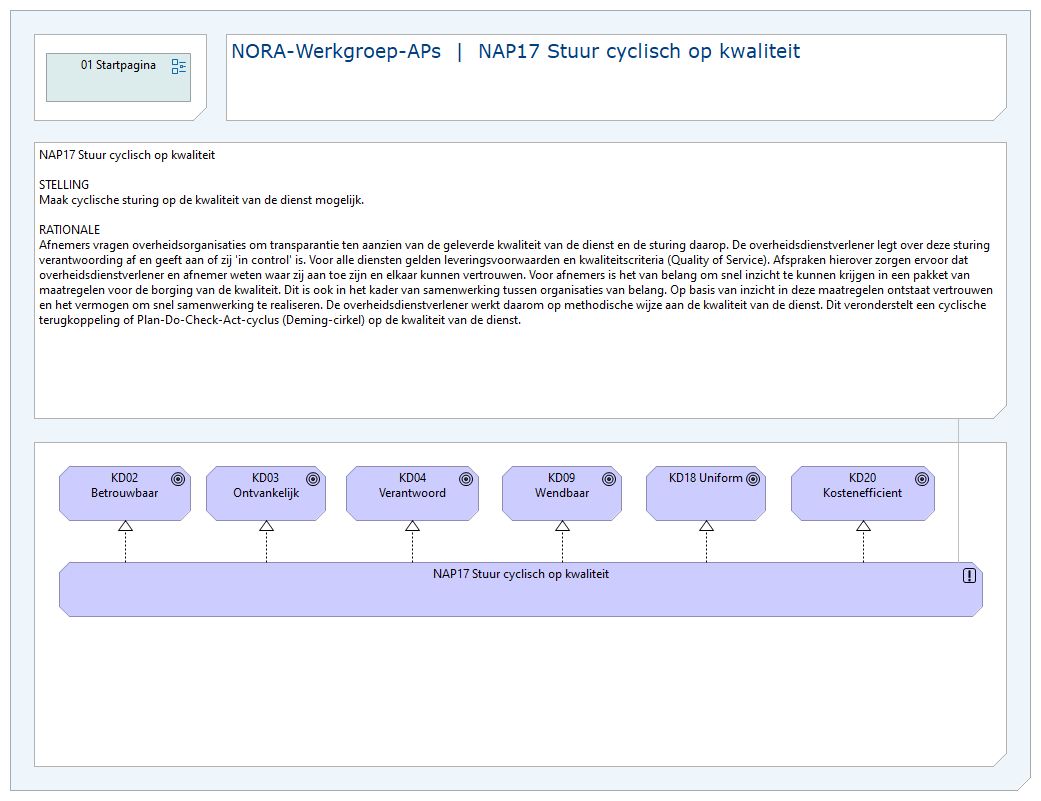 01 Startpagina
NORA-Werkgroep-APs | NAP17 Stuur cyclisch op kwaliteit
NAP17 Stuur cyclisch op kwaliteit
STELLING
Maak cyclische sturing op de kwaliteit van de dienst mogelijk.
RATIONALE
Afnemers vragen overheidsorganisaties om transparantie ten aanzien van de geleverde kwaliteit van de dienst en de sturing daarop. De overheidsdienstverlener legt over deze sturing
verantwoording af en geeft aan of zij 'in control' is. Voor alle diensten gelden leveringsvoorwaarden en kwaliteitscriteria (Quality of Service). Afspraken hierover zorgen ervoor dat
overheidsdienstverlener en afnemer weten waar zij aan toe zijn en elkaar kunnen vertrouwen. Voor afnemers is het van belang om snel inzicht te kunnen krijgen in een pakket van
maatregelen voor de borging van de kwaliteit. Dit is ook in het kader van samenwerking tussen organisaties van belang. Op basis van inzicht in deze maatregelen ontstaat vertrouwen
en het vermogen om snel samenwerking te realiseren. De overheidsdienstverlener werkt daarom op methodische wijze aan de kwaliteit van de dienst. Dit veronderstelt een cyclische
terugkoppeling of Plan-Do-Check-Act-cyclus (Deming-cirkel) op de kwaliteit van de dienst.
KD02
Betrouwbaar
KD03
Ontvankelijk
KD04
Verantwoord
KD09
Wendbaar
KD18 Uniform
KD20
Kostenefficient
NAP17 Stuur cyclisch op kwaliteit